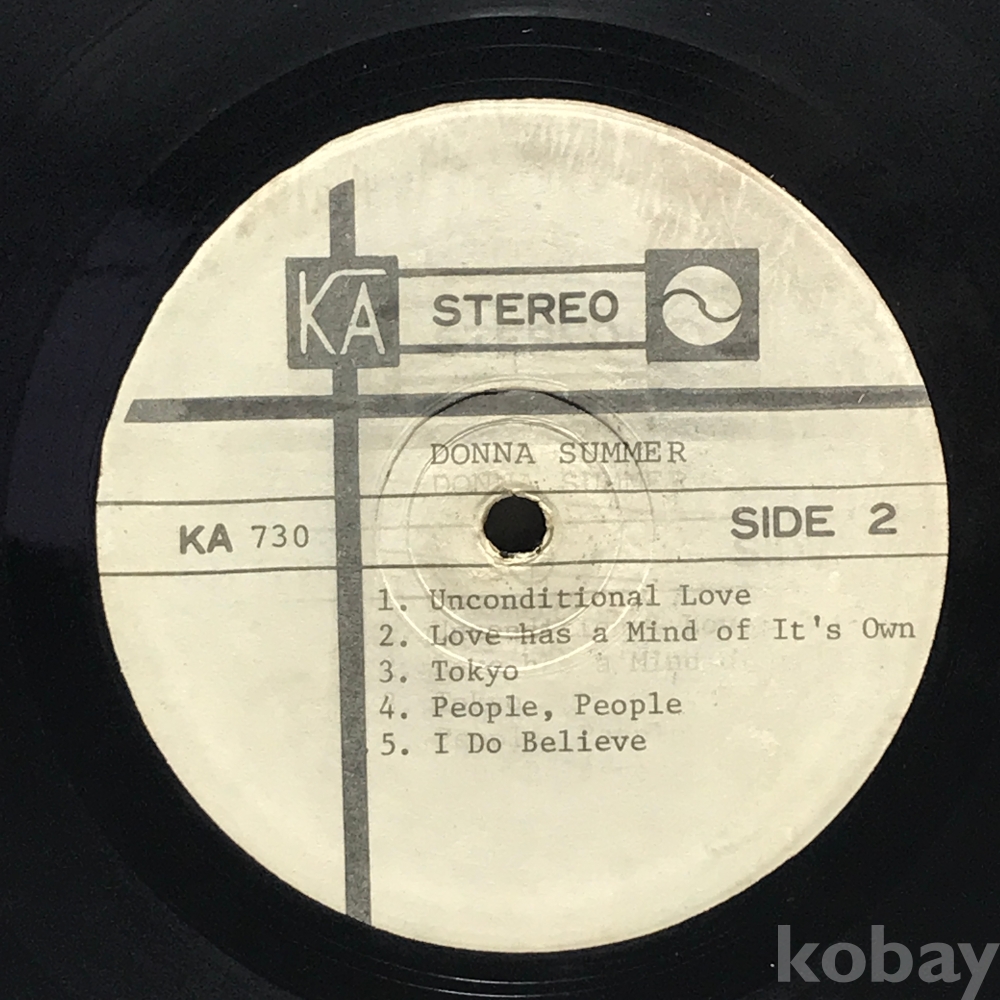 KA STEREO
DONNA SUMMER
KA 730 SIDE 2
1. Unconditional Love
2. Love has a Mind of It's Own
3. Tokyo
4. People, People
5. I Do Believe
kobay